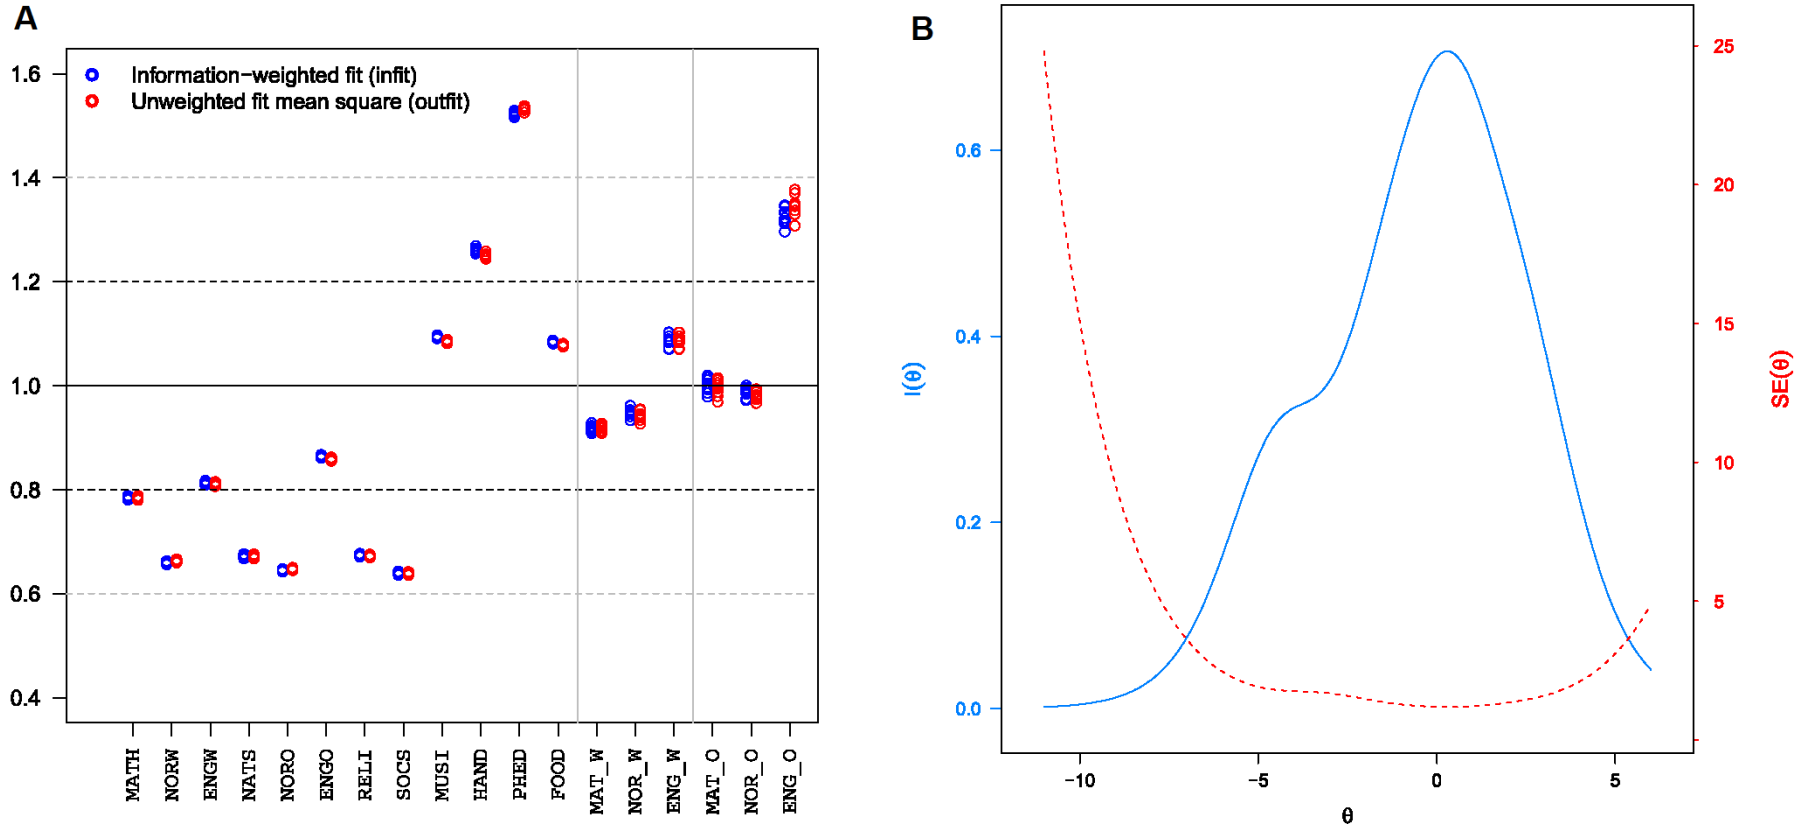 A
1.6
1.4
1.2
1.0
0.8
0.6
0.4
Information-weighted fit (infit)
Unweighted fit mean square (outfit)
MATH
NORW
ENGW
NATS
NORO
ENGO
RELI
SOCS
MUSI
HAND
PHED
FOOD
MAT_W
NOR_W
ENG_W
MAT_O
NOR_O
ENG_O
B
I(θ)
0.6
0.4
0.2
0.0
-10
-5
0
5
θ
25
20
15
10
5
SE(θ)